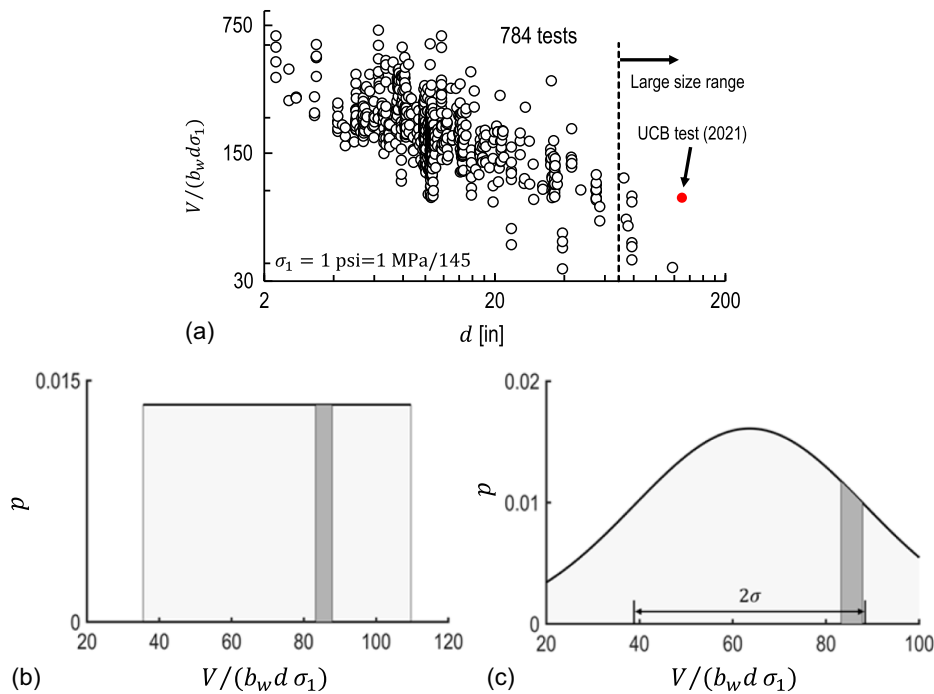 750
784 tests
Large size range
UCB test (2021)
V/(b_w d σ_1)
150
σ_1 = 1 psi=1 MPa/145
30
2
20
200
(a)
d [in]
0.015
p
0
20
40
60
80
100
120
(b)
V/(b_w d σ_1)
0.02
p
0.01
2σ
0
20
40
60
80
100
(c)
V/(b_w d σ_1)